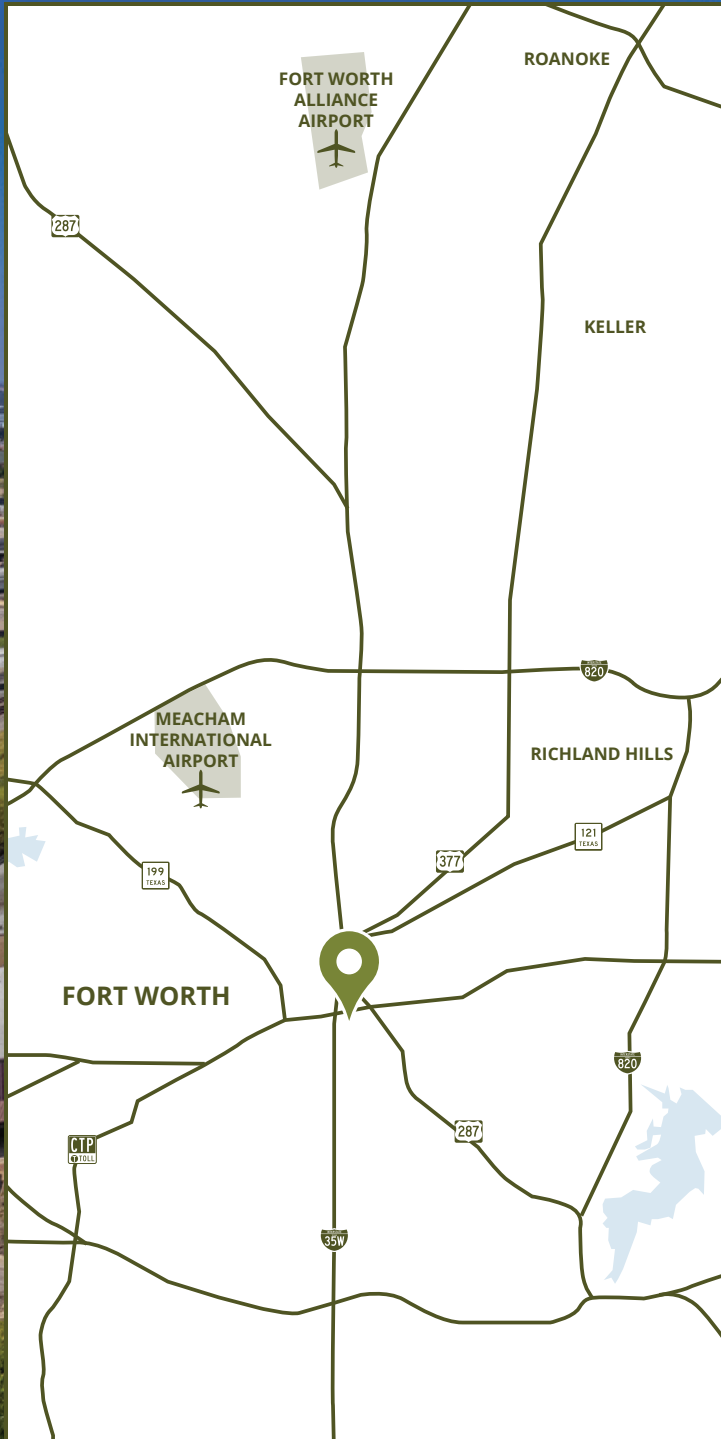 ROANOKE
FORT WORTH
ALLIANCE
AIRPORT
287
KELLER
820
MEACHAM
INTERNATIONAL
AIRPORT
RICHLAND HILLS
121
TEXAS
377
199
TEXAS
FORT WORTH
820
287
CTP
TOLL
35W